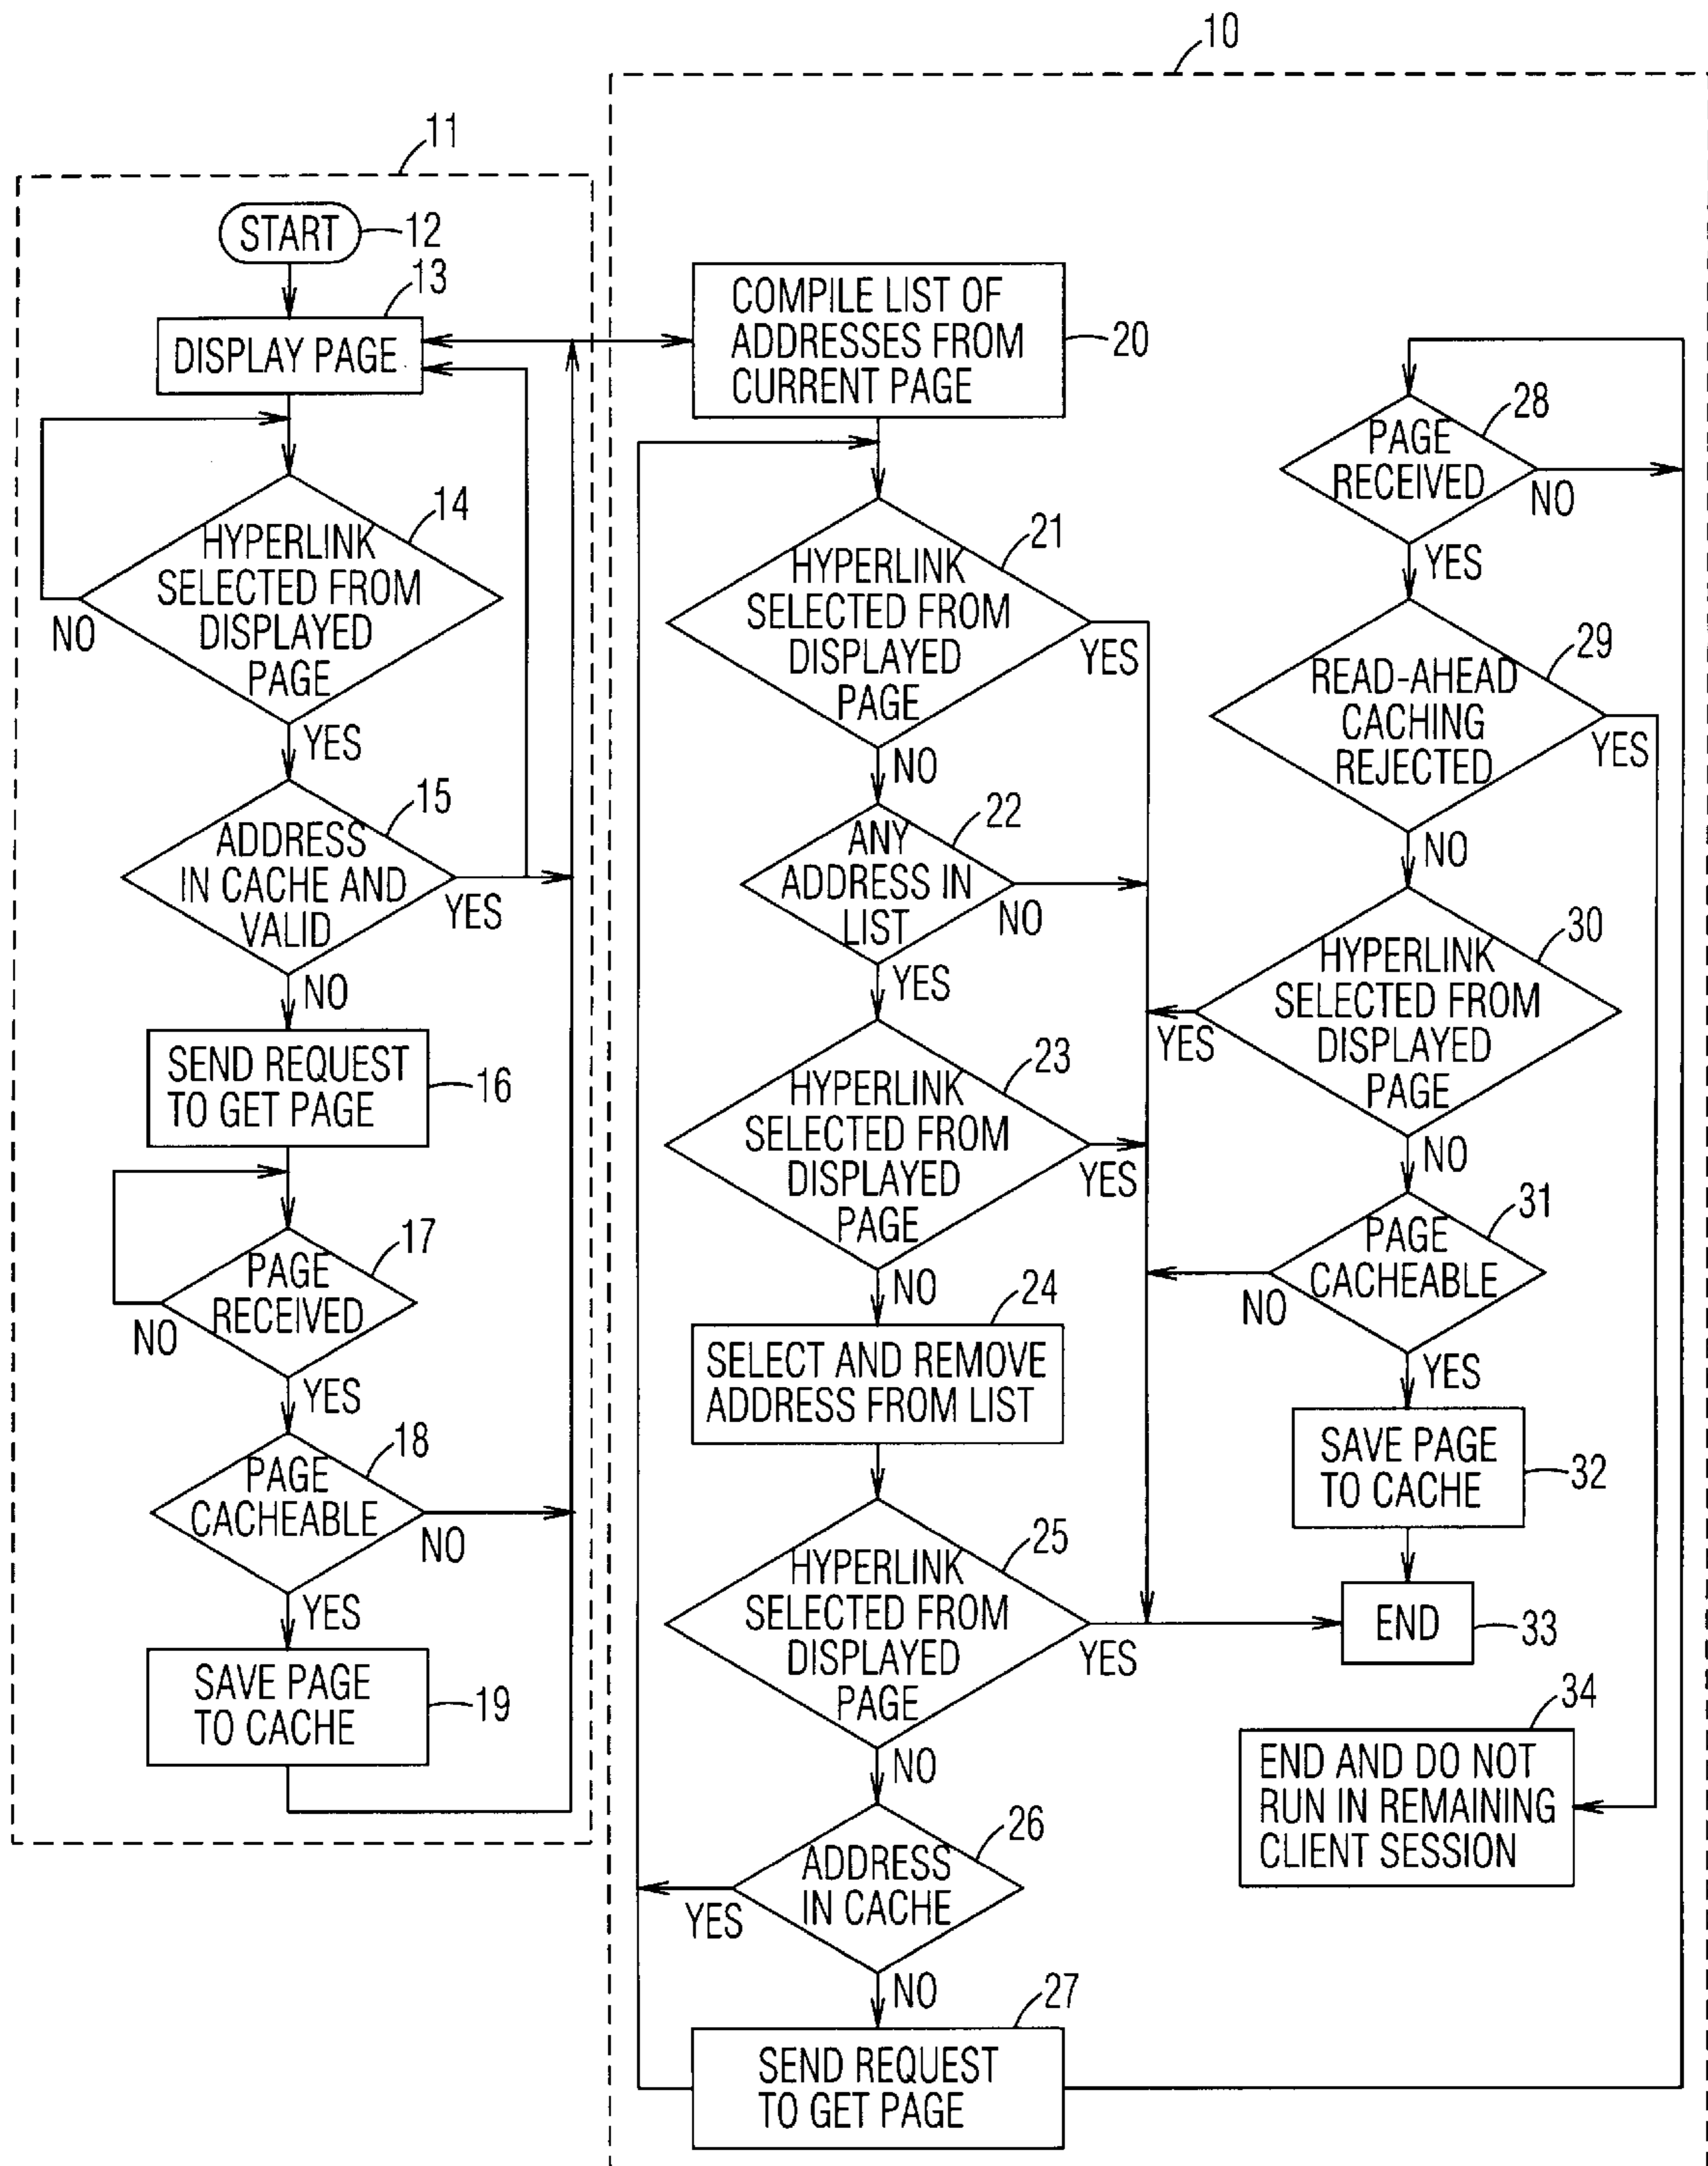 10
11
START
12
13
DISPLAY PAGE
14
HYPERLINK
SELECTED FROM
DISPLAYED
PAGE
NO
YES
15
ADDRESS
IN CACHE AND
VALID
YES
NO
SEND REQUEST
TO GET PAGE
16
17
PAGE
RECEIVED
NO
YES
18
PAGE
CACHEABLE
NO
YES
SAVE PAGE
TO CACHE
19
COMPILE LIST OF
ADDRESSES FROM
CURRENT PAGE
20
21
HYPERLINK
SELECTED FROM
DISPLAYED
PAGE
YES
NO
22
ANY
ADDRESS IN
LIST
NO
YES
23
HYPERLINK
SELECTED FROM
DISPLAYED
PAGE
YES
NO
24
SELECT AND REMOVE
ADDRESS FROM LIST
25
HYPERLINK
SELECTED FROM
DISPLAYED
PAGE
YES
NO
26
ADDRESS
IN CACHE
YES
NO
27
SEND REQUEST
TO GET PAGE
28
PAGE
RECEIVED
NO
YES
29
READ-AHEAD
CACHING
REJECTED
YES
NO
30
HYPERLINK
SELECTED FROM
DISPLAYED
PAGE
YES
NO
31
PAGE
CACHEABLE
NO
YES
SAVE PAGE
TO CACHE
32
END
33
34
END AND DO NOT
RUN IN REMAINING
CLIENT SESSION